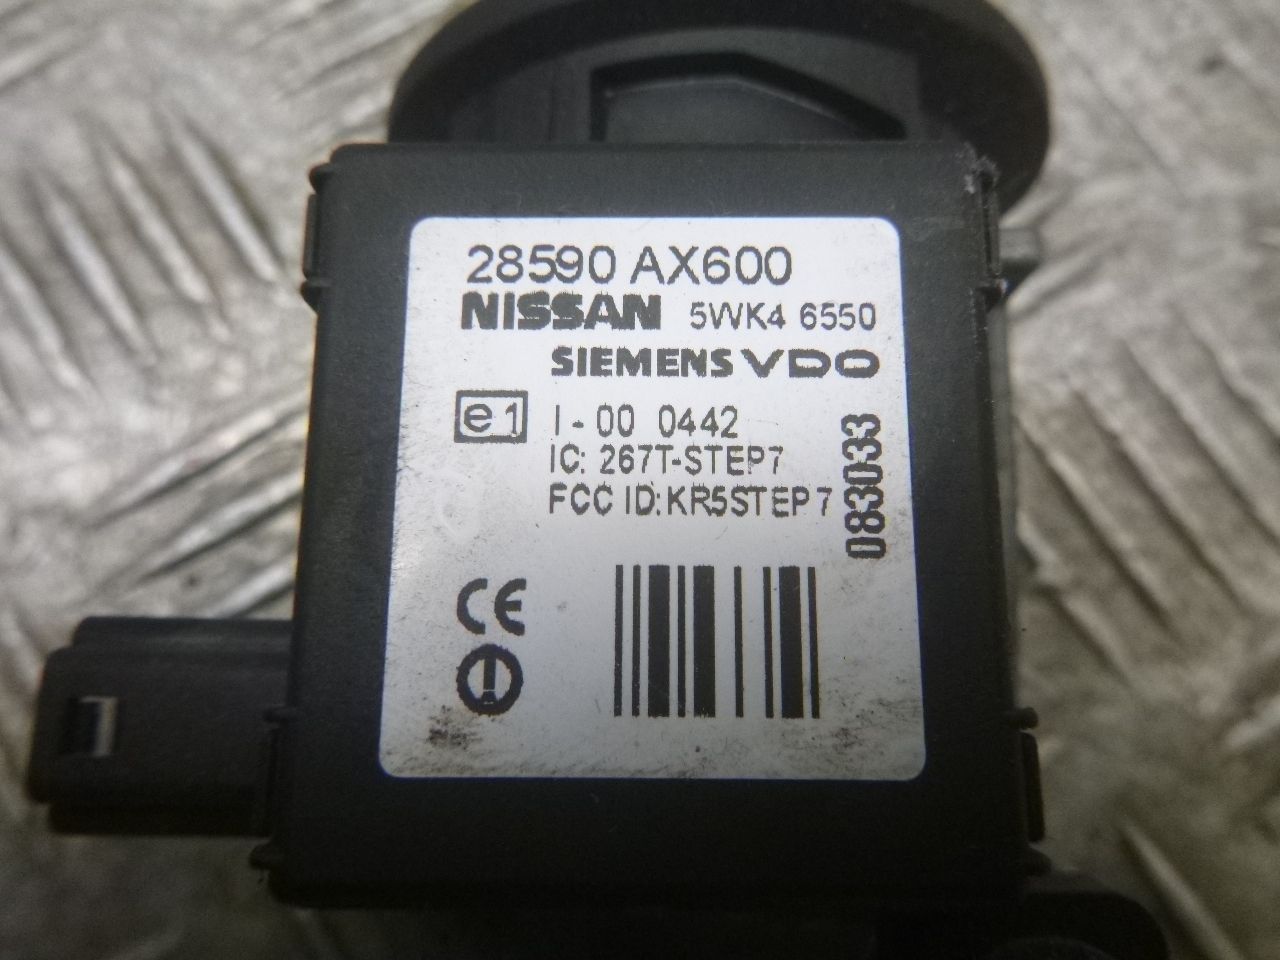 28590 AX600
NISSAN 5WK4 6550
SIEMENS VDO
e1 I-00 0442
IC: 267T-STEP7
FCC ID:KR5STEP7
083033
CE